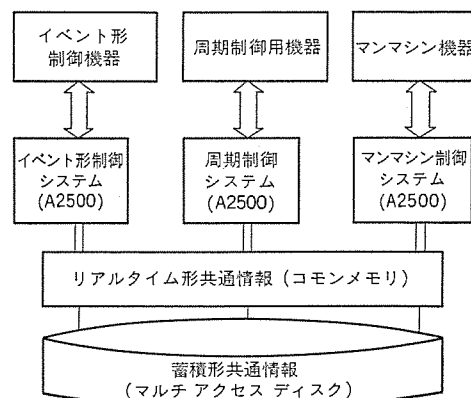 イベント形
制御機器
周期制御用機器
マンマシン機器
イベント形制御
システム
(A2500)
周期制御
システム
(A2500)
マンマシン制御
システム
(A2500)
リアルタイム形共通情報 (コモンメモリ)
蓄積形共通情報
(マルチ アクセス ディスク)